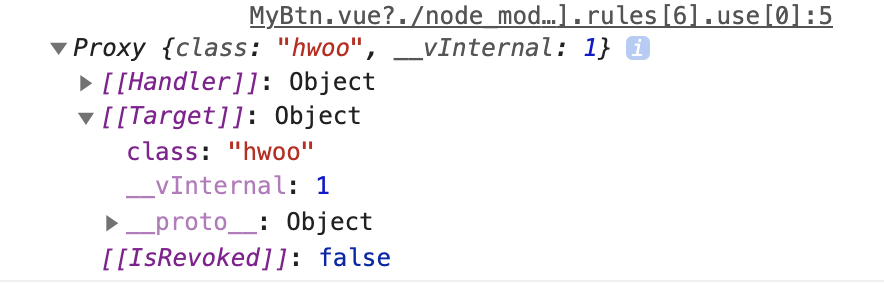 MyBtn.vue?./node_mod…].rules[6].use[0]:5
▼Proxy {class: "hwoo", __vInternal: 1} i
▶[[Handler]]: Object
▼[[Target]]: Object
class: "hwoo"
__vInternal: 1
▶__proto__: Object
[[IsRevoked]]: false